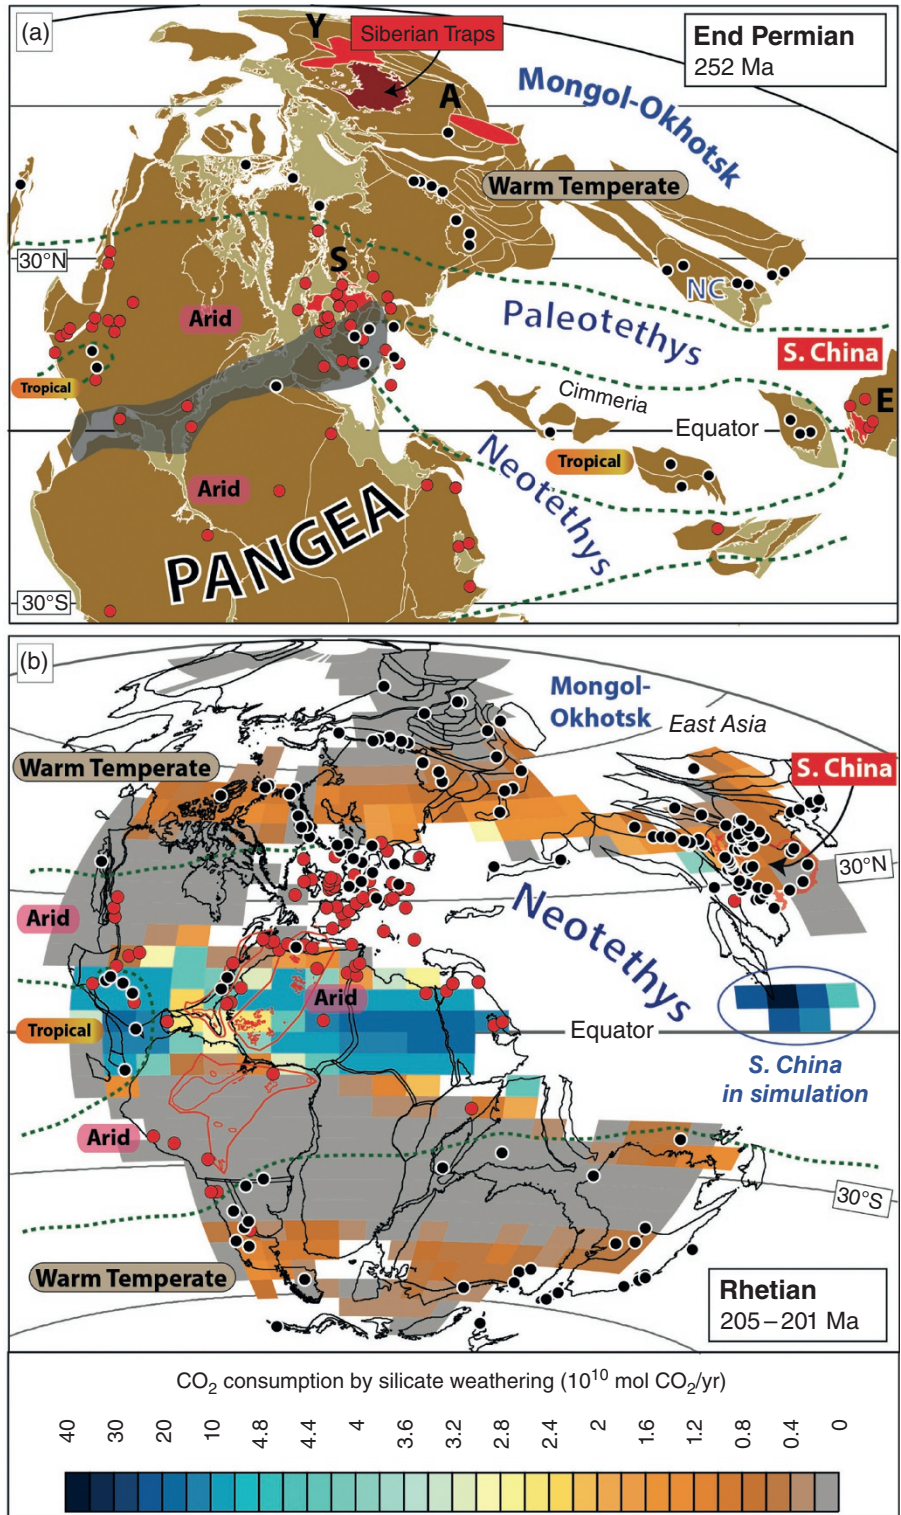 (a)
Y
Siberian Traps
End Permian
252 Ma
Mongol-Okhotsk
A
Warm Temperate
30°N
S
NC
Arid
Paleotethys
S. China
Tropical
Cimmeria
E
Equator
Neotethys
Tropical
Arid
PANGEA
30°S
(b)
Mongol-
Okhotsk
East Asia
Warm Temperate
S. China
30°N
Neotethys
Arid
Arid
Tropical
Equator
S. China
in simulation
Arid
30°S
Warm Temperate
Rhetian
205–201 Ma
CO₂ consumption by silicate weathering (10¹⁰ mol CO₂/yr)
40 30 20 10 4.8 4.4 4 3.6 3.2 2.8 2.4 2 1.6 1.2 0.8 0.4 0